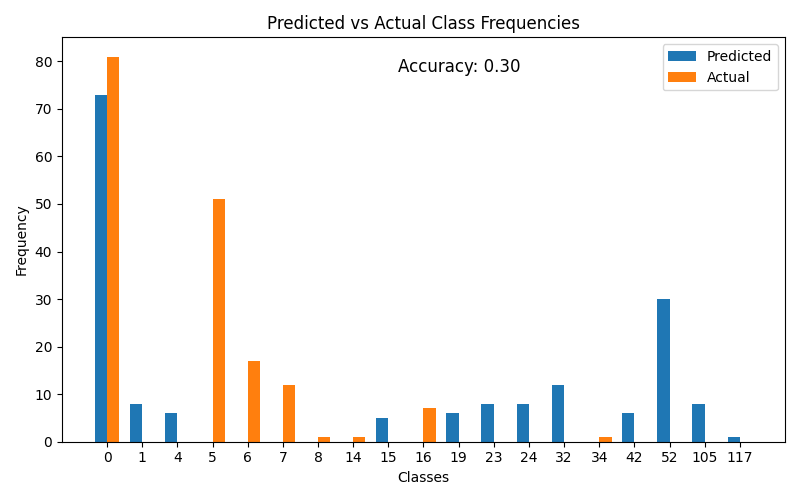 Predicted vs Actual Class Frequencies
Accuracy: 0.30
Predicted
Actual
80
70
60
50
40
30
20
10
0
Frequency
0 1 4 5 6 7 8 14 15 16 19 23 24 32 34 42 52 105 117
Classes